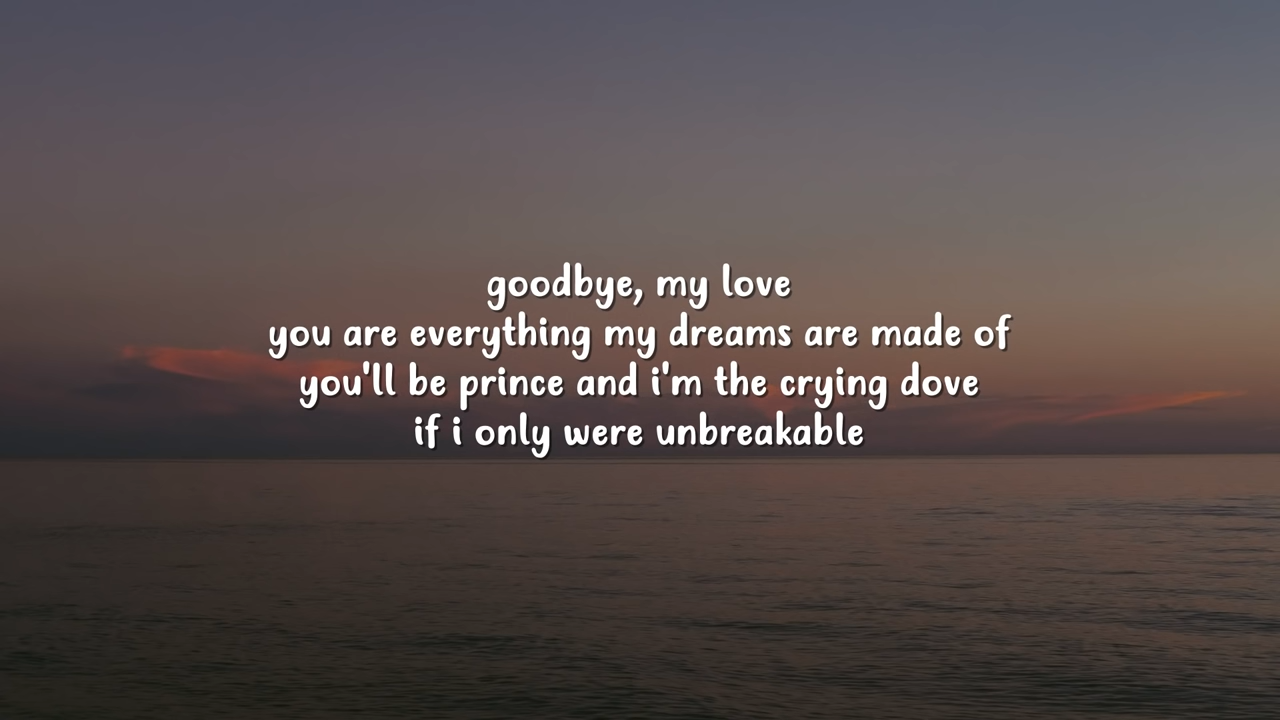 goodbye, my love
you are everything my dreams are made of
you'll be prince and i'm the crying dove
if i only were unbreakable